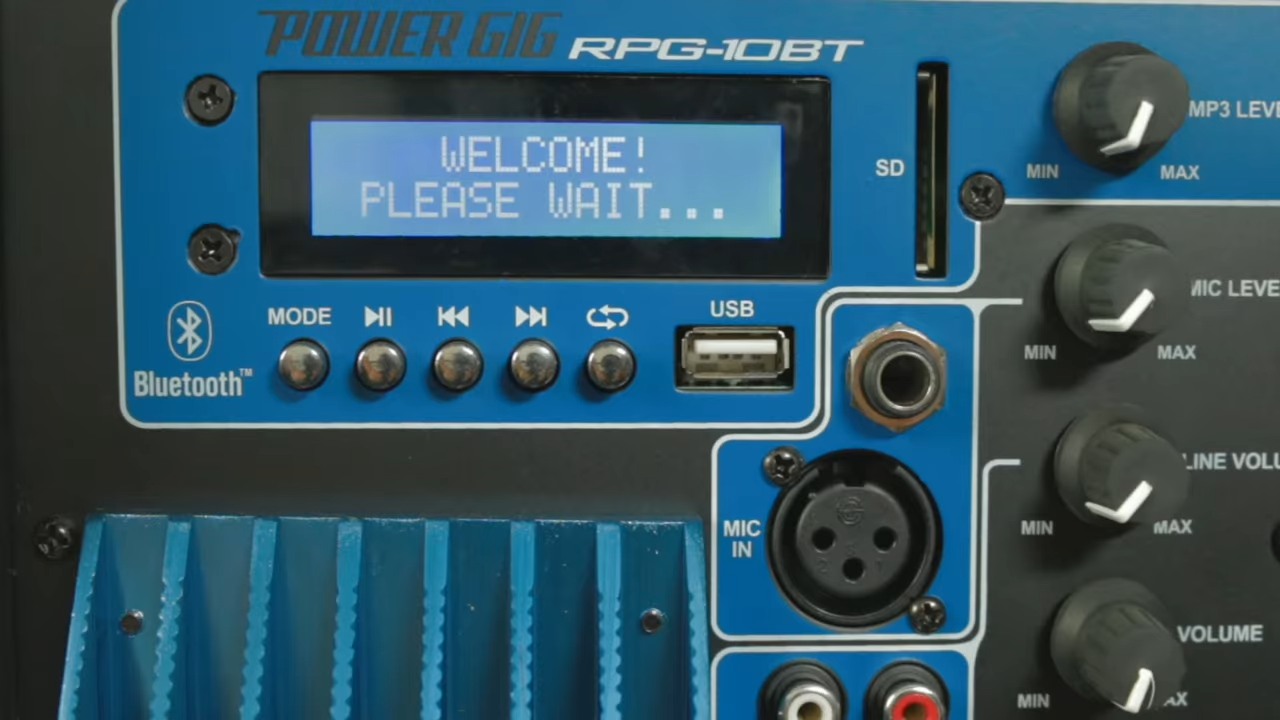 POWER GIG RPG-10BT
WELCOME!
PLEASE WAIT...
SD
MP3 LEVE
MIN MAX
MIC LEVE
MIN MAX
MODE
USB
Bluetooth™
LINE VOLU
MIN MAX
MIC
IN
VOLUME
MIN AX